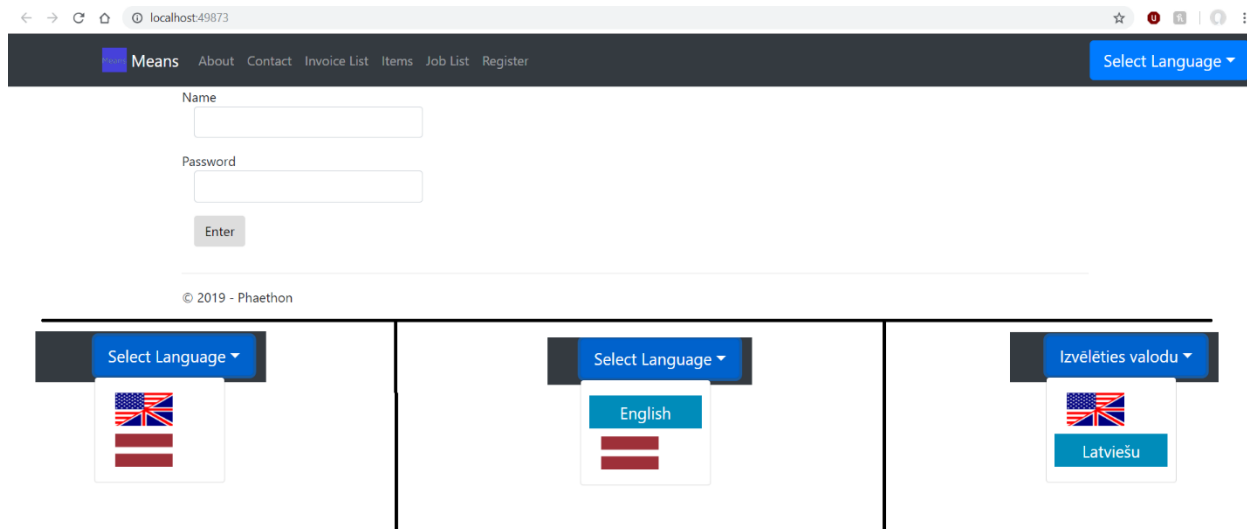 localhost:49873
Means Means About Contact Invoice List Items Job List Register Select Language
Name
Password
Enter
© 2019 - Phaethon
Select Language
Select Language
English
Izvēlēties valodu
Latviešu